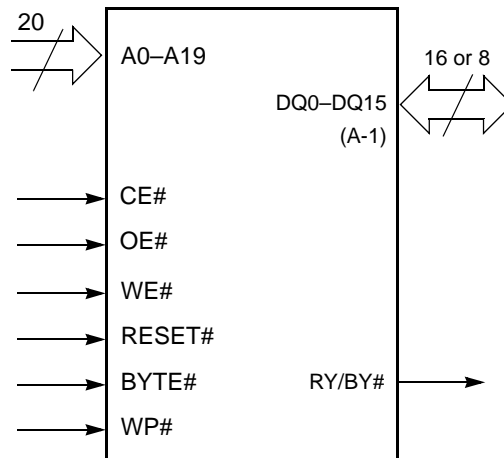 20
A0–A19
16 or 8
DQ0–DQ15
(A-1)
CE#
OE#
WE#
RESET#
BYTE#
RY/BY#
WP#